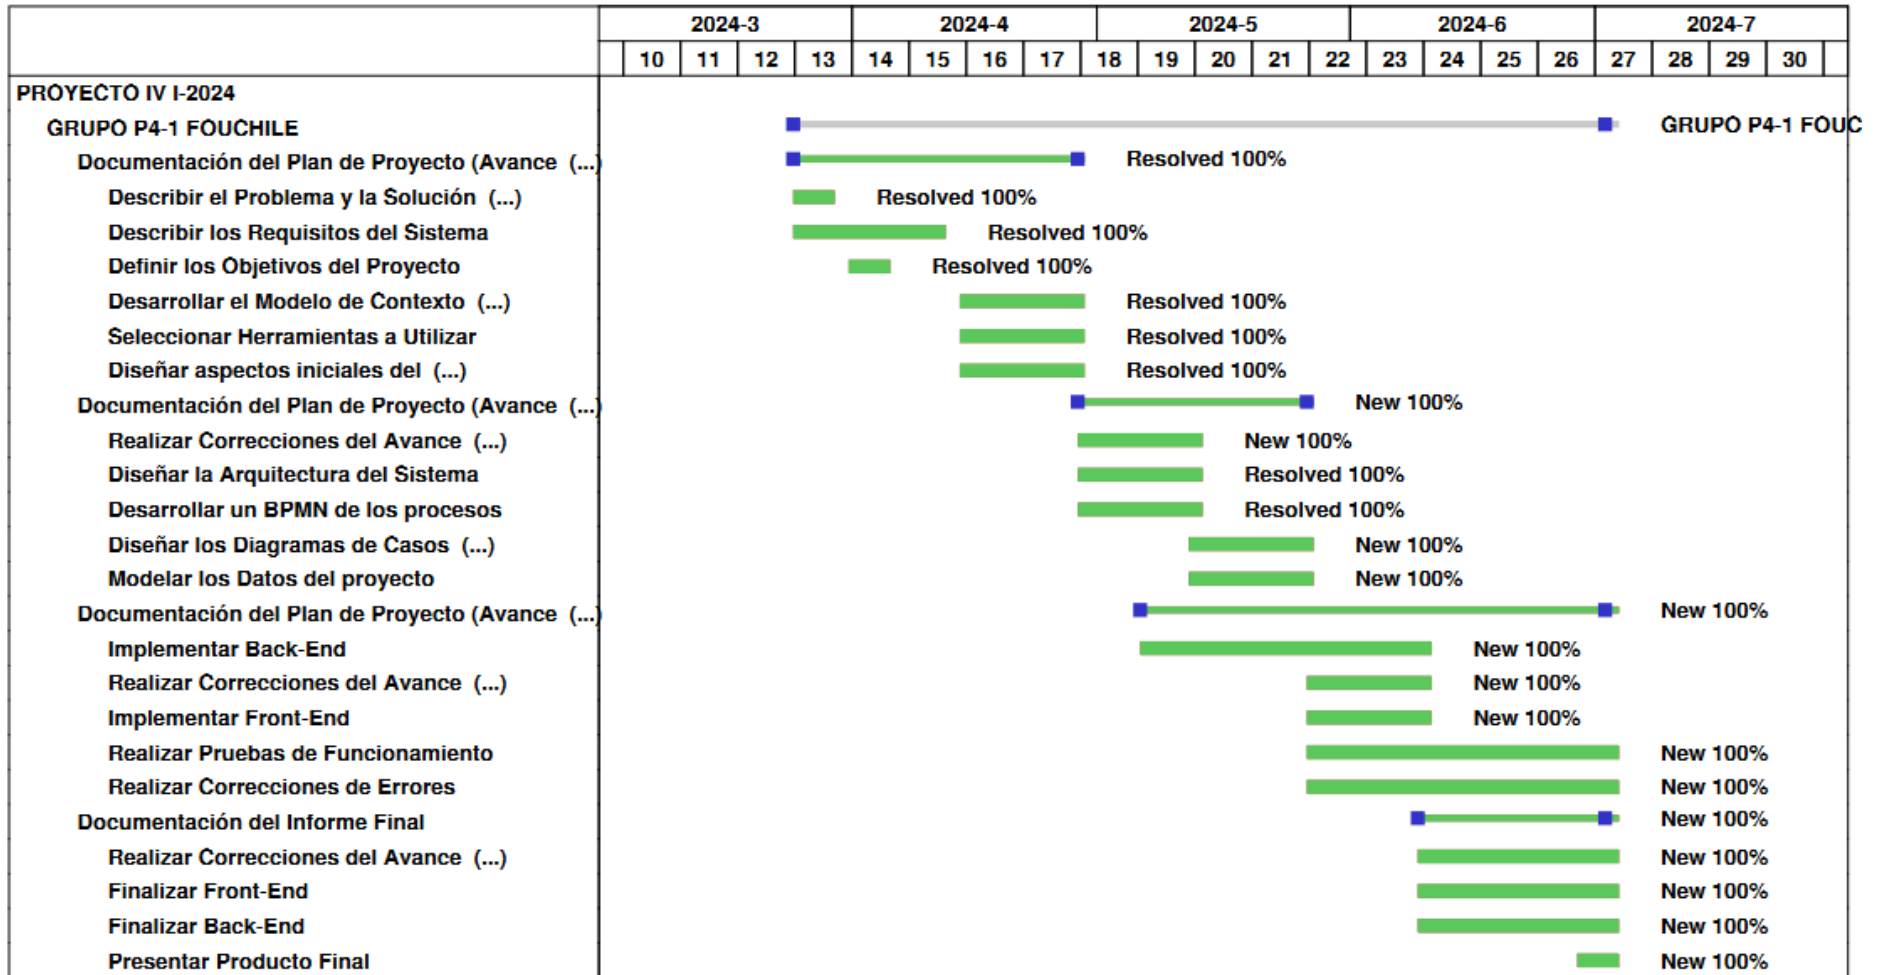 2024-3 2024-4 2024-5 2024-6 2024-7
10 11 12 13 14 15 16 17 18 19 20 21 22 23 24 25 26 27 28 29 30
PROYECTO IV I-2024
GRUPO P4-1 FOUCHILE GRUPO P4-1 FOUC
Documentación del Plan de Proyecto (Avance (...) Resolved 100%
Describir el Problema y la Solución (...) Resolved 100%
Describir los Requisitos del Sistema Resolved 100%
Definir los Objetivos del Proyecto Resolved 100%
Desarrollar el Modelo de Contexto (...) Resolved 100%
Seleccionar Herramientas a Utilizar Resolved 100%
Diseñar aspectos iniciales del (...) Resolved 100%
Documentación del Plan de Proyecto (Avance (...) New 100%
Realizar Correcciones del Avance (...) New 100%
Diseñar la Arquitectura del Sistema Resolved 100%
Desarrollar un BPMN de los procesos Resolved 100%
Diseñar los Diagramas de Casos (...) New 100%
Modelar los Datos del proyecto New 100%
Documentación del Plan de Proyecto (Avance (...) New 100%
Implementar Back-End New 100%
Realizar Correcciones del Avance (...) New 100%
Implementar Front-End New 100%
Realizar Pruebas de Funcionamiento New 100%
Realizar Correcciones de Errores New 100%
Documentación del Informe Final New 100%
Realizar Correcciones del Avance (...) New 100%
Finalizar Front-End New 100%
Finalizar Back-End New 100%
Presentar Producto Final New 100%